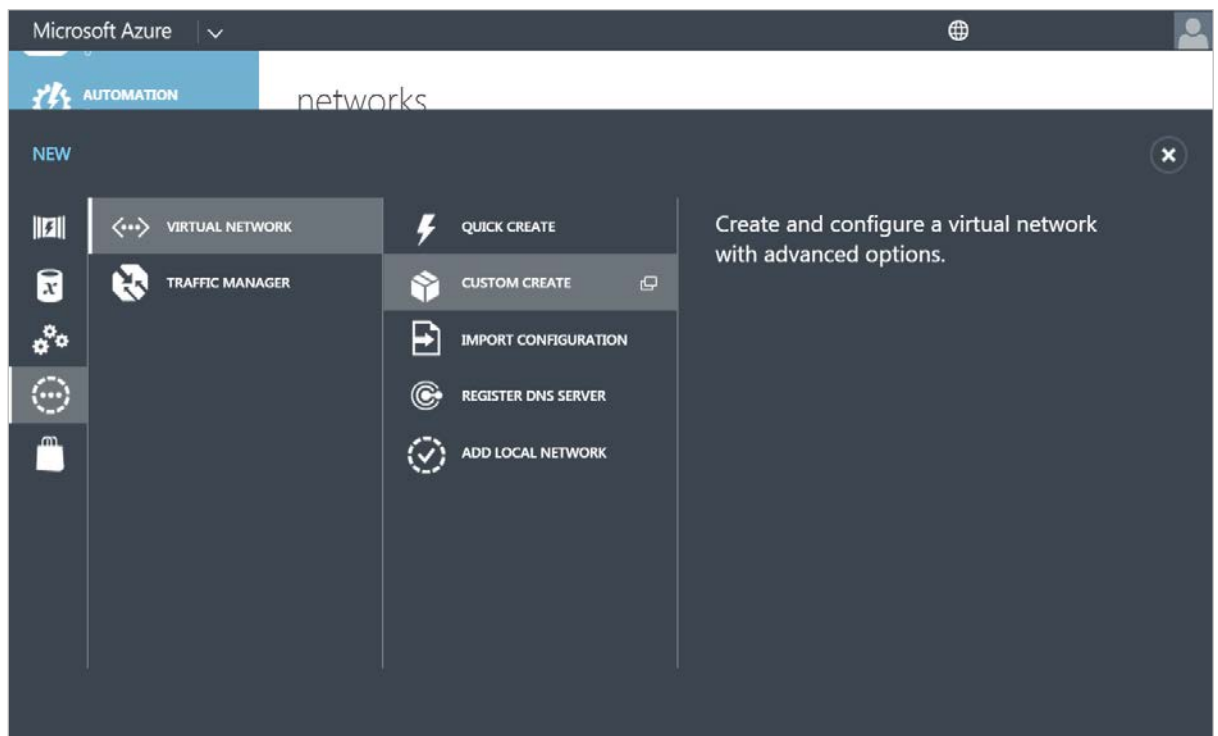 Microsoft Azure
AUTOMATION
networks
NEW
VIRTUAL NETWORK
TRAFFIC MANAGER
QUICK CREATE
CUSTOM CREATE
IMPORT CONFIGURATION
REGISTER DNS SERVER
ADD LOCAL NETWORK
Create and configure a virtual network
with advanced options.